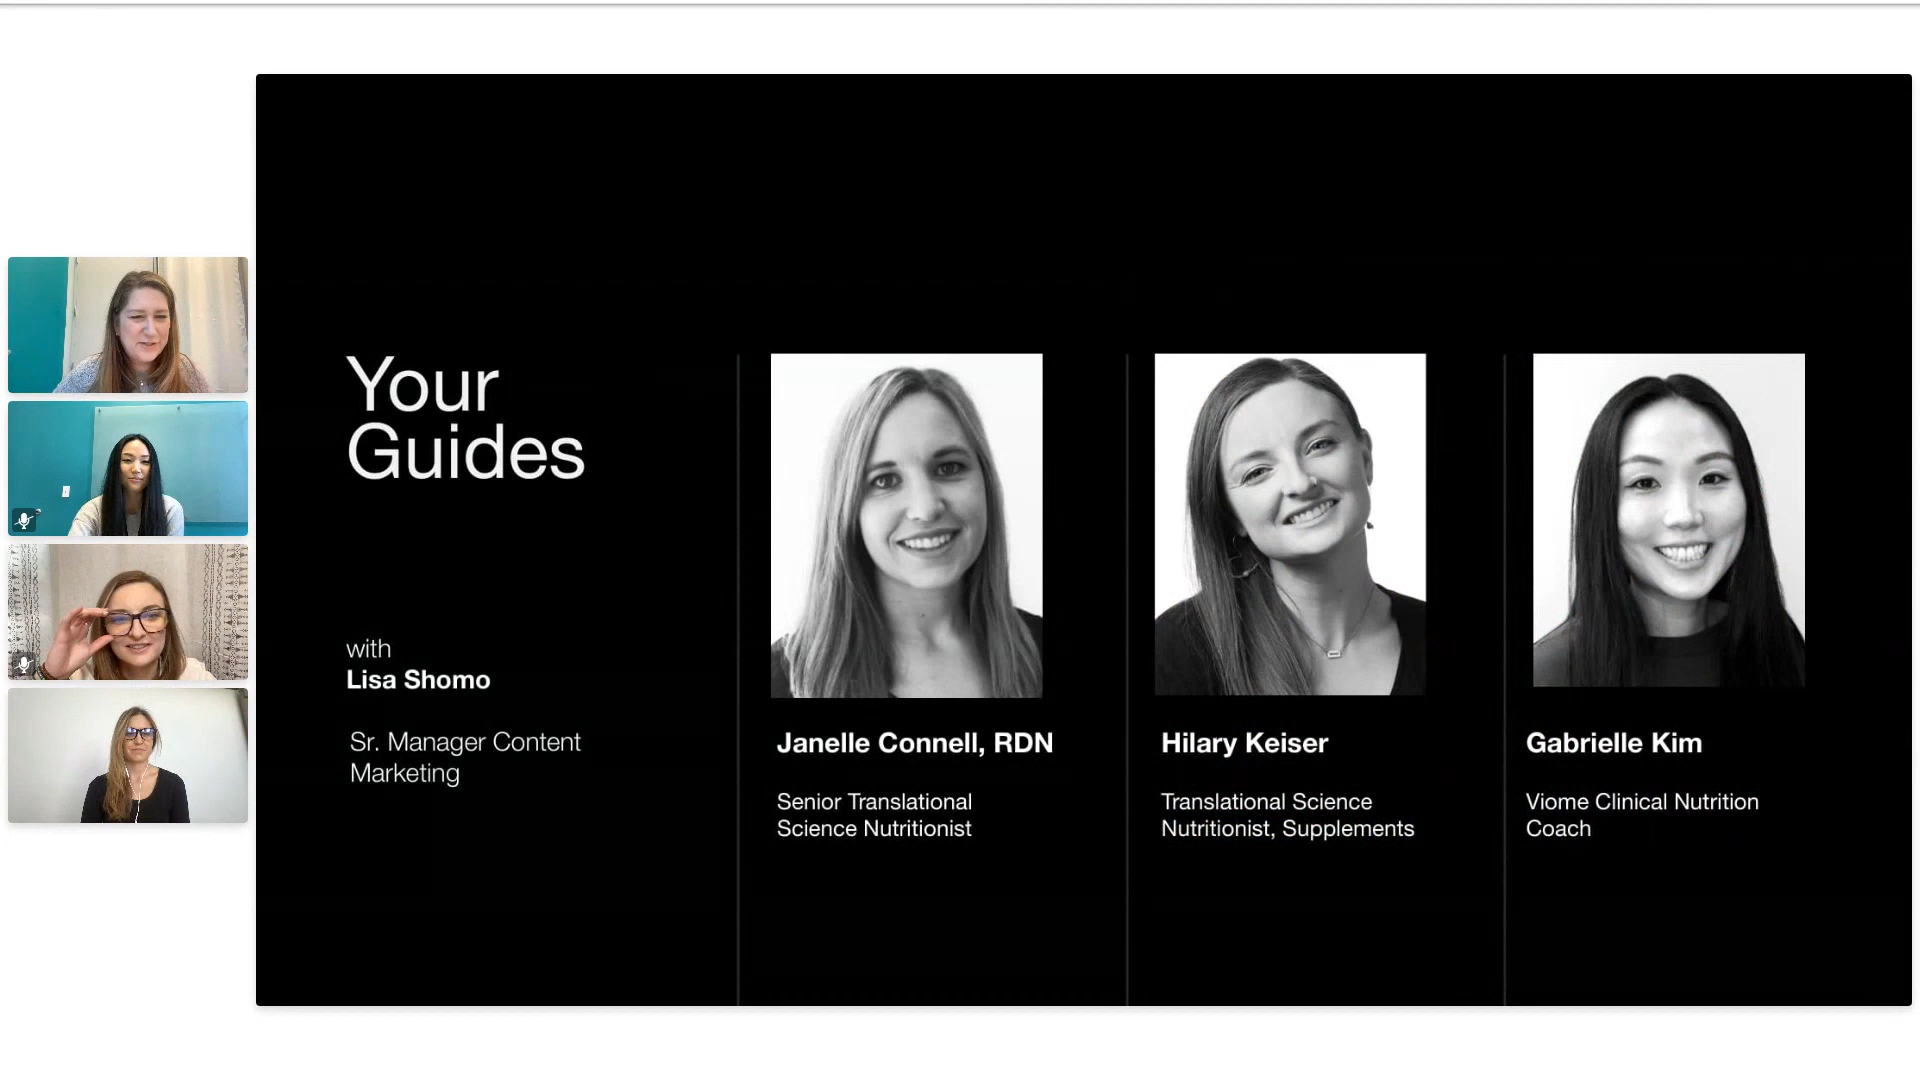 Your
Guides
with
Lisa Shomo
Sr. Manager Content
Marketing
Janelle Connell, RDN
Senior Translational
Science Nutritionist
Hilary Keiser
Translational Science
Nutritionist, Supplements
Gabrielle Kim
Viome Clinical Nutrition
Coach